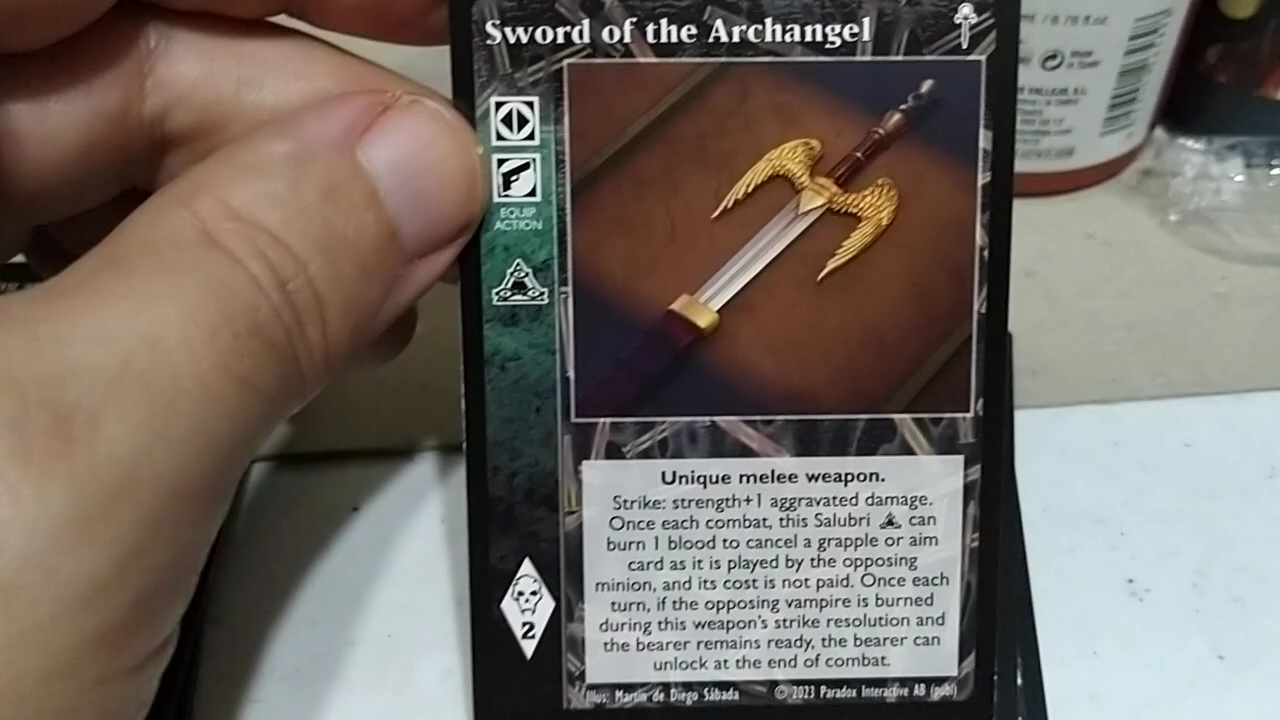 Sword of the Archangel
EQUIP
ACTION
Unique melee weapon.
Strike: strength+1 aggravated damage.
Once each combat, this Salubri can
burn 1 blood to cancel a grapple or aim
card as it is played by the opposing
minion, and its cost is not paid. Once each
turn, if the opposing vampire is burned
during this weapon's strike resolution and
the bearer remains ready, the bearer can
unlock at the end of combat.
2
Illus: Martín de Diego Sábada © 2023 Paradox Interactive AB (publ)
Made